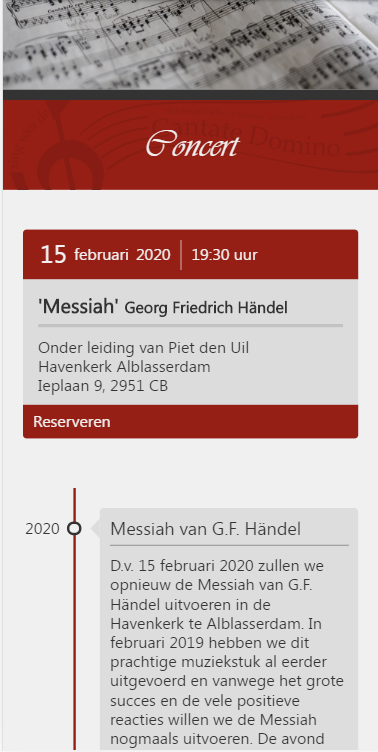 Cantate Domino
Concert
15 februari 2020 | 19:30 uur
'Messiah' Georg Friedrich Händel
Onder leiding van Piet den Uil
Havenkerk Alblasserdam
Ieplaan 9, 2951 CB
Reserveren
2020
Messiah van G.F. Händel
D.v. 15 februari 2020 zullen we
opnieuw de Messiah van G.F.
Händel uitvoeren in de
Havenkerk te Alblasserdam. In
februari 2019 hebben we dit
prachtige muziekstuk al eerder
uitgevoerd en vanwege het grote
succes en de vele positieve
reacties willen we de Messiah
nogmaals uitvoeren. De avond